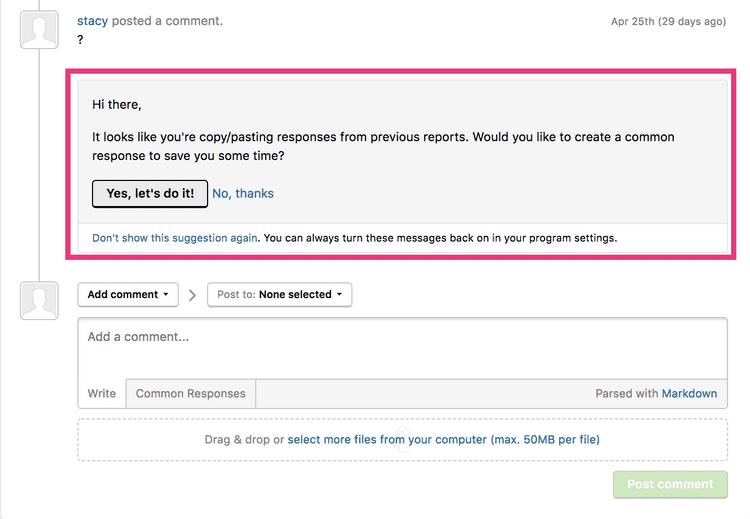 stacy posted a comment. Apr 25th (29 days ago)
?
Hi there,
It looks like you're copy/pasting responses from previous reports. Would you like to create a common
response to save you some time?
Yes, let's do it! No, thanks
Don't show this suggestion again. You can always turn these messages back on in your program settings.
Add comment Post to: None selected
Add a comment...
Write Common Responses Parsed with Markdown
Drag & drop or select more files from your computer (max. 50MB per file)
Post comment